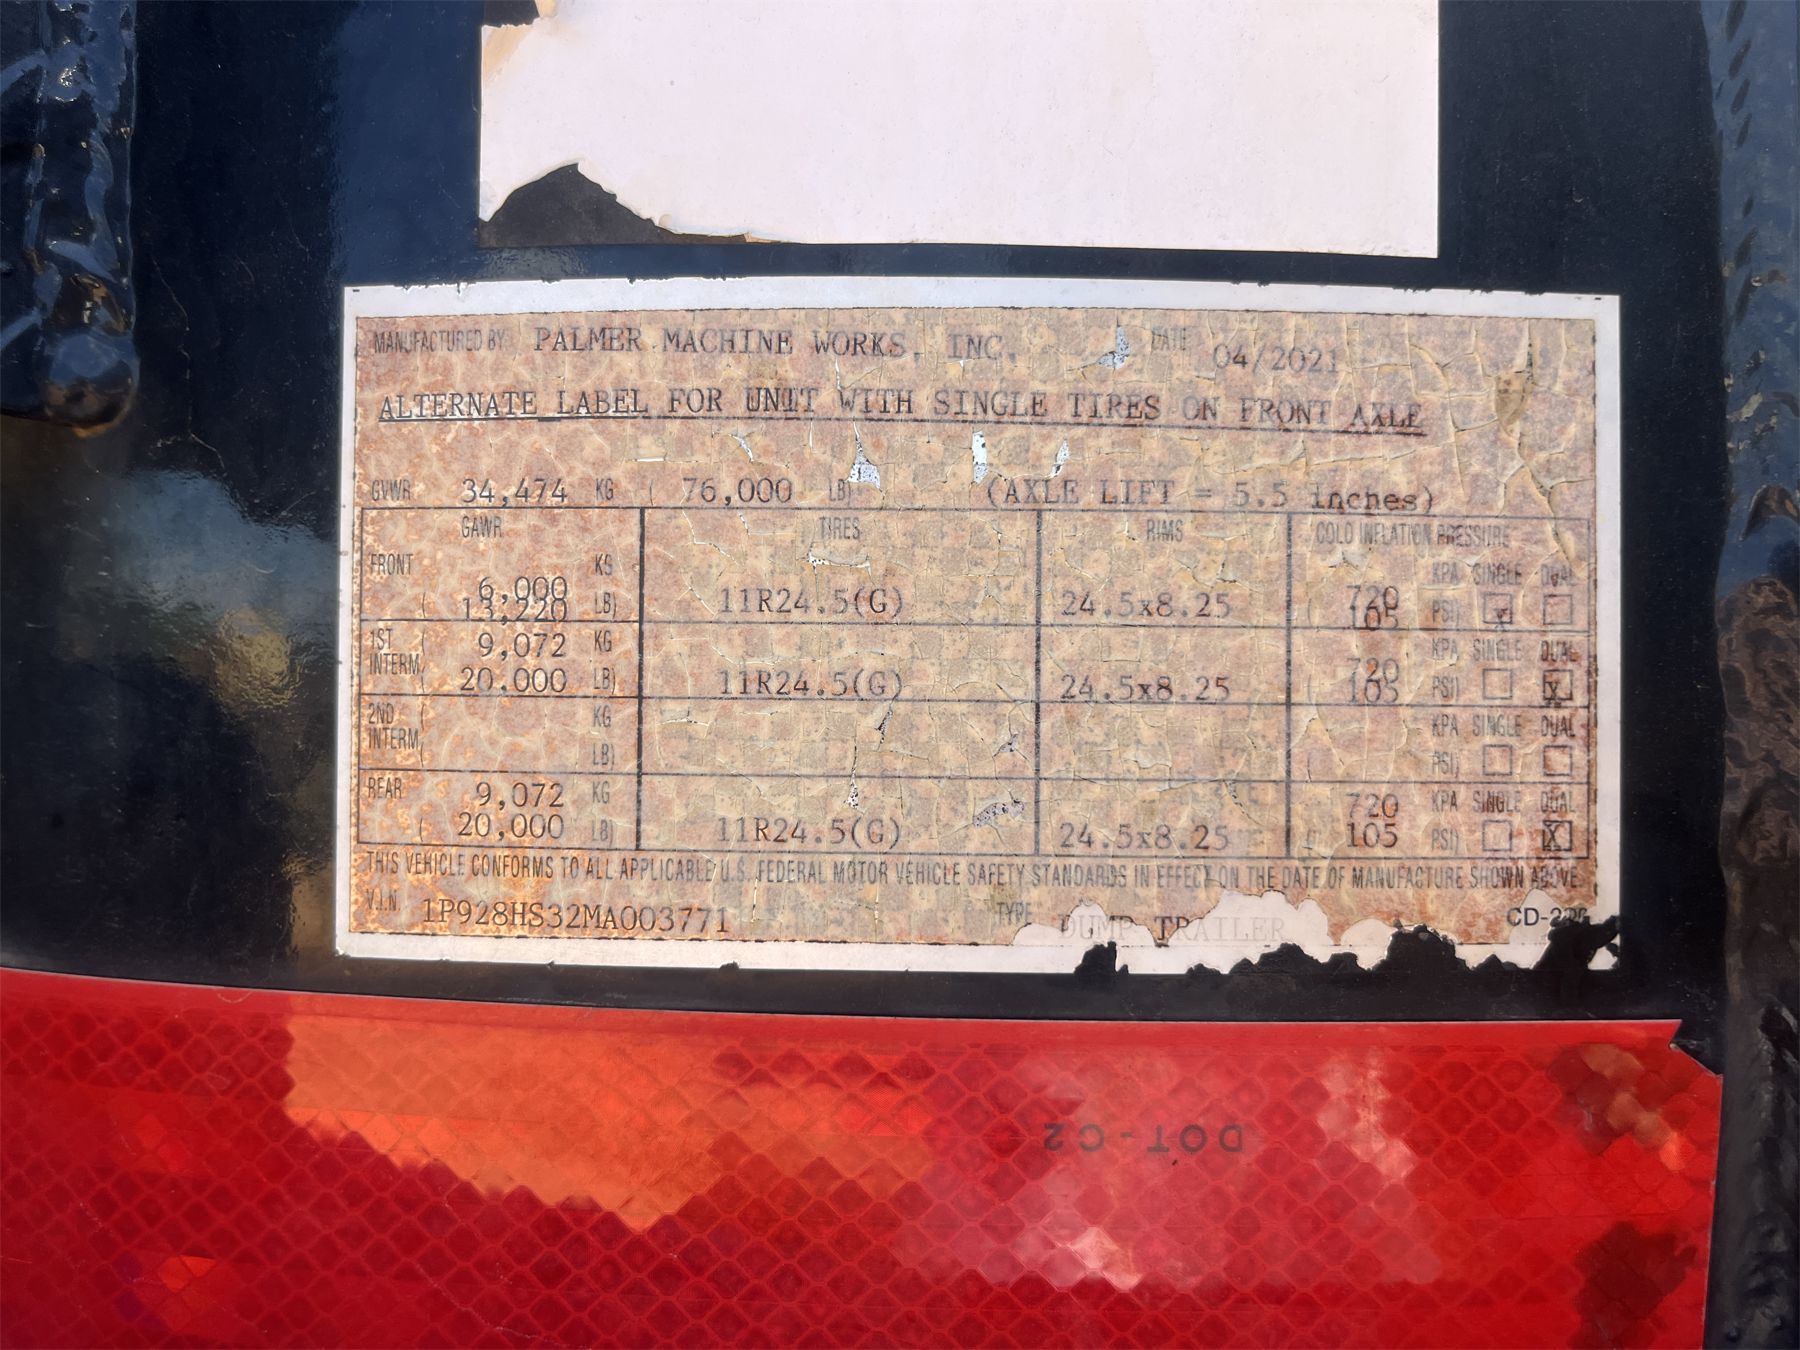 MANUFACTURED BY PALMER MACHINE WORKS, INC. DATE 04/2021
ALTERNATE LABEL FOR UNIT WITH SINGLE TIRES ON FRONT AXLE
GVWR 34,474 KG ( 76,000 LB) (AXLE LIFT = 5.5 inches)
GAWR TIRES RIMS COLD INFLATION PRESSURE
FRONT 6,000 KG 720 KPA SINGLE DUAL
( 13,220 LB) 11R24.5(G) 24.5x8.25 ( 105 PSI) X
1ST INTERM. 9,072 KG 720 KPA SINGLE DUAL
( 20.000 LB) 11R24.5(G) 24.5x8.25 ( 105 PSI) X
2ND INTERM. ( KG KPA SINGLE DUAL
LB) ( PSI)
REAR 9,072 KG 720 KPA SINGLE DUAL
( 20,000 LB) 11R24.5(G) 24.5x8.25 ( 105 PSI) X
THIS VEHICLE CONFORMS TO ALL APPLICABLE U.S. FEDERAL MOTOR VEHICLE SAFETY STANDARDS IN EFFECT ON THE DATE OF MANUFACTURE SHOWN ABOVE
V.I.N. 1P928HS32MA003771 TYPE DUMP TRAILER
DOT-C2